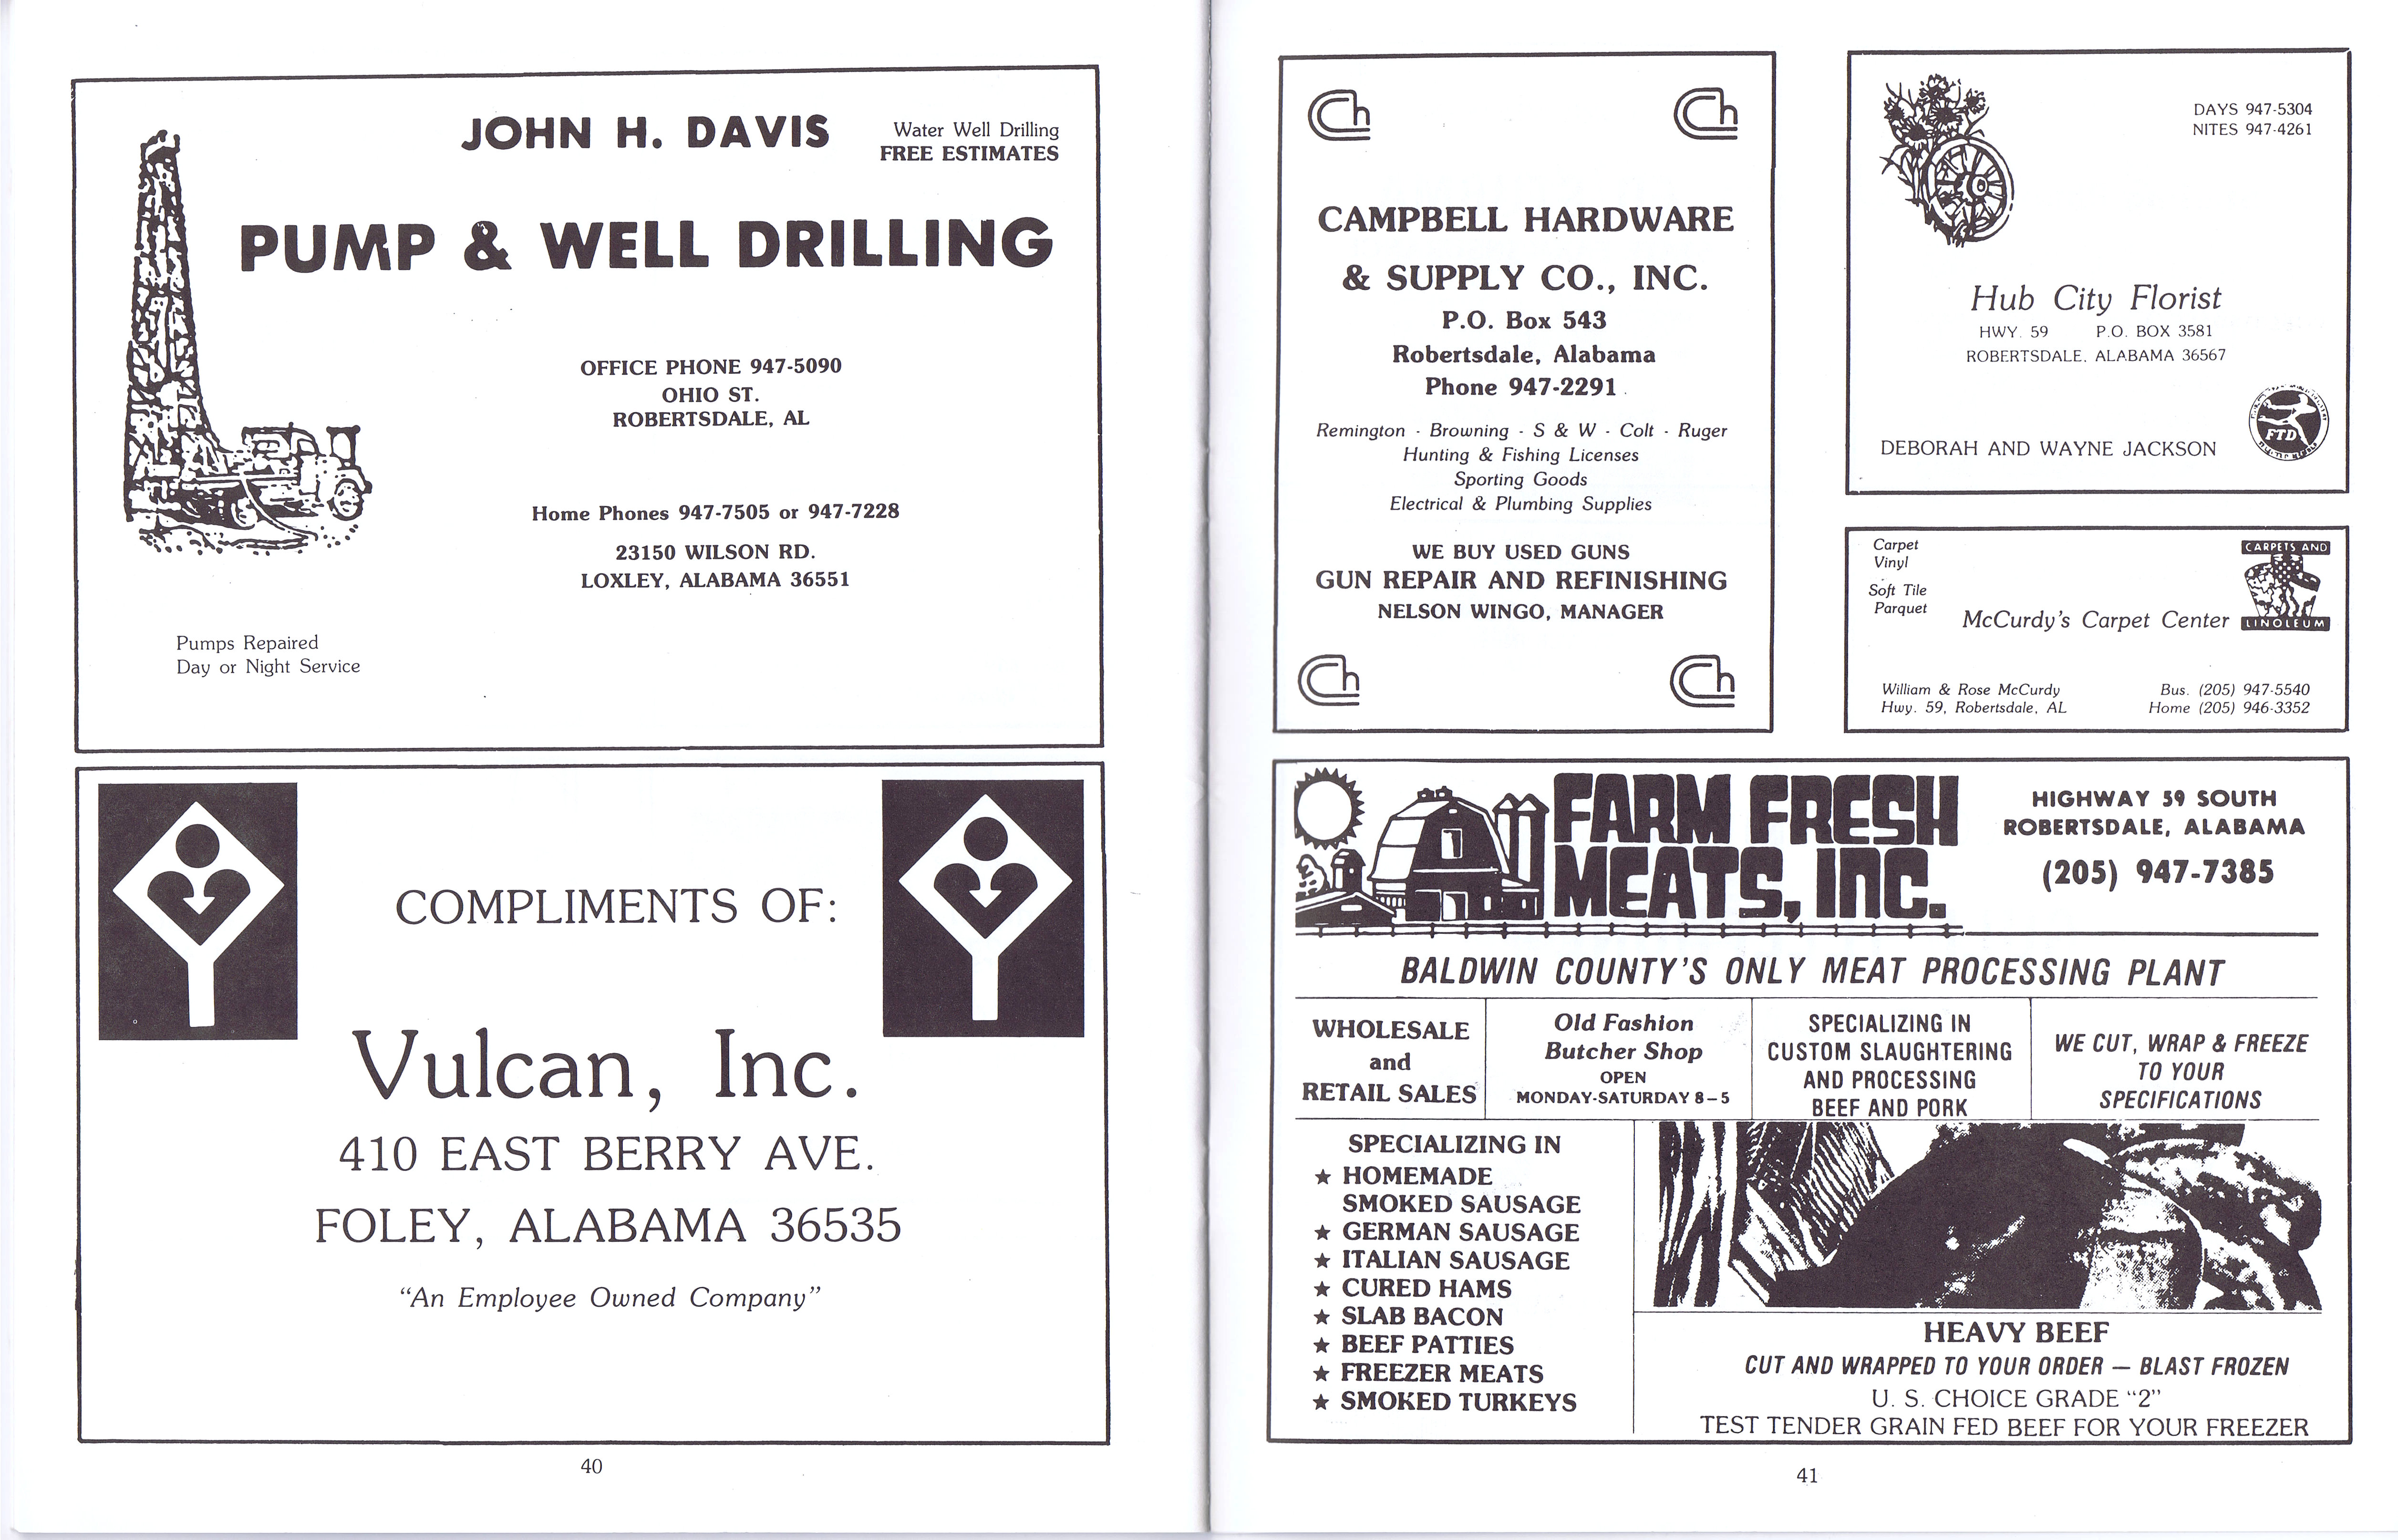 JOHN H. DAVIS
Water Well Drilling
FREE ESTIMATES
PUMP & WELL DRILLING
OFFICE PHONE 947-5090
OHIO ST.
ROBERTSDALE, AL
Home Phones 947-7505 or 947-7228
23150 WILSON RD.
LOXLEY, ALABAMA 36551
Pumps Repaired
Day or Night Service
COMPLIMENTS OF:
Vulcan, Inc.
410 EAST BERRY AVE.
FOLEY, ALABAMA 36535
“An Employee Owned Company”
40
Ch
Ch
CAMPBELL HARDWARE
& SUPPLY CO., INC.
P.O. Box 543
Robertsdale, Alabama
Phone 947-2291
Remington - Browning - S & W - Colt - Ruger
Hunting & Fishing Licenses
Sporting Goods
Electrical & Plumbing Supplies
WE BUY USED GUNS
GUN REPAIR AND REFINISHING
NELSON WINGO, MANAGER
Ch
Ch
DAYS 947-5304
NITES 947-4261
Hub City Florist
HWY. 59 P.O. BOX 3581
ROBERTSDALE, ALABAMA 36567
FTD
DEBORAH AND WAYNE JACKSON
Carpet
Vinyl
Soft Tile
Parquet
CARPETS AND
LINOLEUM
McCurdy's Carpet Center
William & Rose McCurdy
Hwy. 59, Robertsdale, AL
Bus. (205) 947-5540
Home (205) 946-3352
FARM FRESH
MEATS, INC.
HIGHWAY 59 SOUTH
ROBERTSDALE, ALABAMA
(205) 947-7385
BALDWIN COUNTY'S ONLY MEAT PROCESSING PLANT
WHOLESALE
and
RETAIL SALES
Old Fashion
Butcher Shop
OPEN
MONDAY-SATURDAY 8–5
SPECIALIZING IN
CUSTOM SLAUGHTERING
AND PROCESSING
BEEF AND PORK
WE CUT, WRAP & FREEZE
TO YOUR
SPECIFICATIONS
SPECIALIZING IN
★ HOMEMADE
SMOKED SAUSAGE
★ GERMAN SAUSAGE
★ ITALIAN SAUSAGE
★ CURED HAMS
★ SLAB BACON
★ BEEF PATTIES
★ FREEZER MEATS
★ SMOKED TURKEYS
HEAVY BEEF
CUT AND WRAPPED TO YOUR ORDER — BLAST FROZEN
U. S. CHOICE GRADE “2”
TEST TENDER GRAIN FED BEEF FOR YOUR FREEZER
41